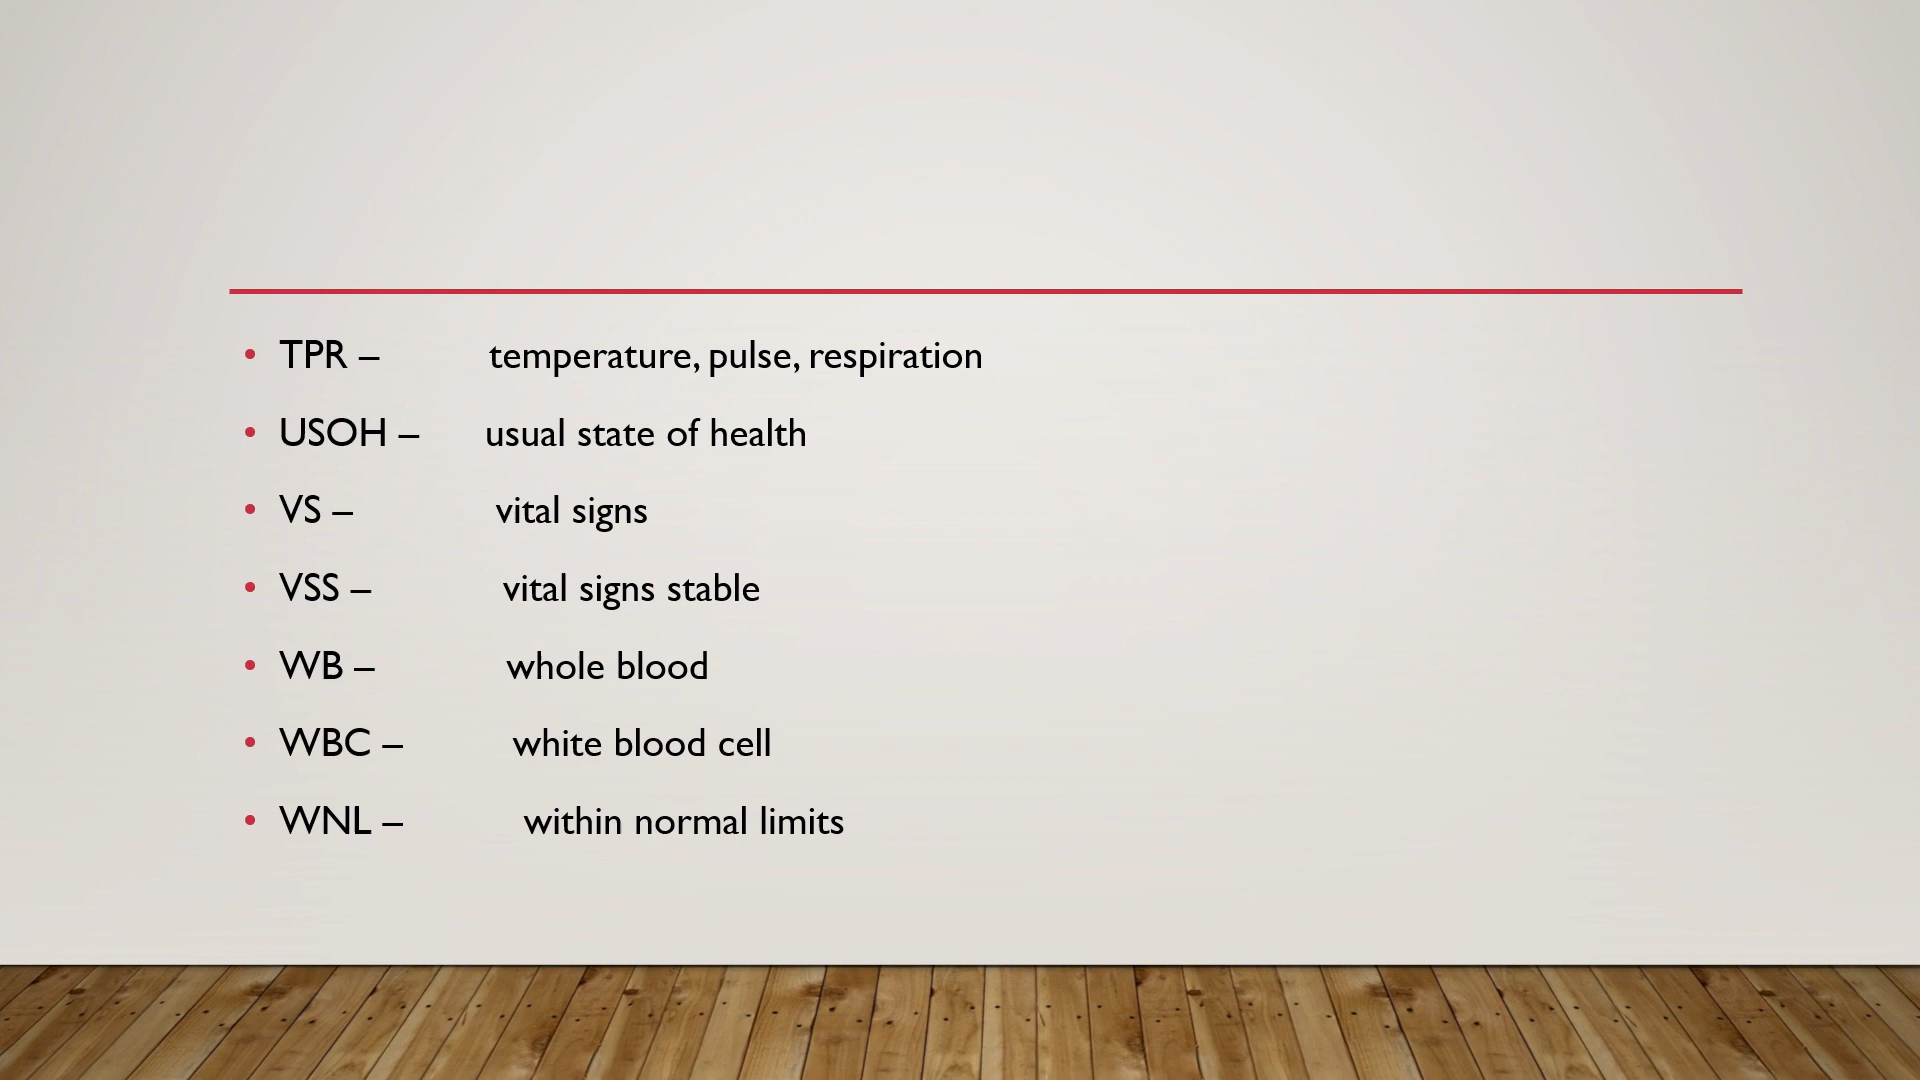 • TPR – temperature, pulse, respiration
• USOH – usual state of health
• VS – vital signs
• VSS – vital signs stable
• WB – whole blood
• WBC – white blood cell
• WNL – within normal limits